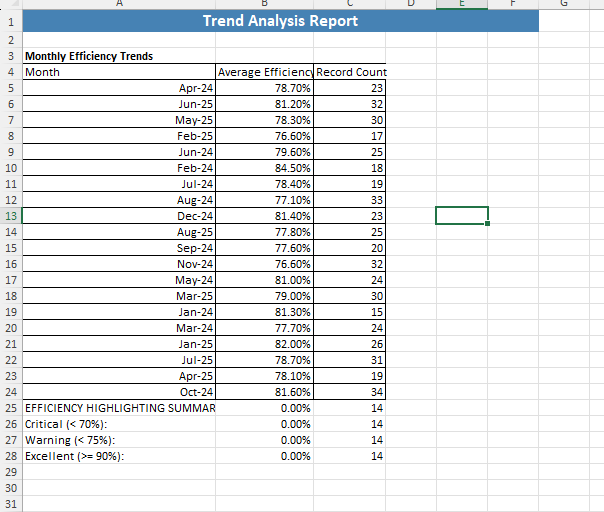 A B C D E F G
1 Trend Analysis Report
2
3 Monthly Efficiency Trends
4 Month Average Efficiency Record Count
5 Apr-24 78.70% 23
6 Jun-25 81.20% 32
7 May-25 78.30% 30
8 Feb-25 76.60% 17
9 Jun-24 79.60% 25
10 Feb-24 84.50% 18
11 Jul-24 78.40% 19
12 Aug-24 77.10% 33
13 Dec-24 81.40% 23
14 Aug-25 77.80% 25
15 Sep-24 77.60% 20
16 Nov-24 76.60% 32
17 May-24 81.00% 24
18 Mar-25 79.00% 30
19 Jan-24 81.30% 15
20 Mar-24 77.70% 24
21 Jan-25 82.00% 26
22 Jul-25 78.70% 31
23 Apr-25 78.10% 19
24 Oct-24 81.60% 34
25 EFFICIENCY HIGHLIGHTING SUMMAR 0.00% 14
26 Critical (< 70%): 0.00% 14
27 Warning (< 75%): 0.00% 14
28 Excellent (>= 90%): 0.00% 14
29
30
31